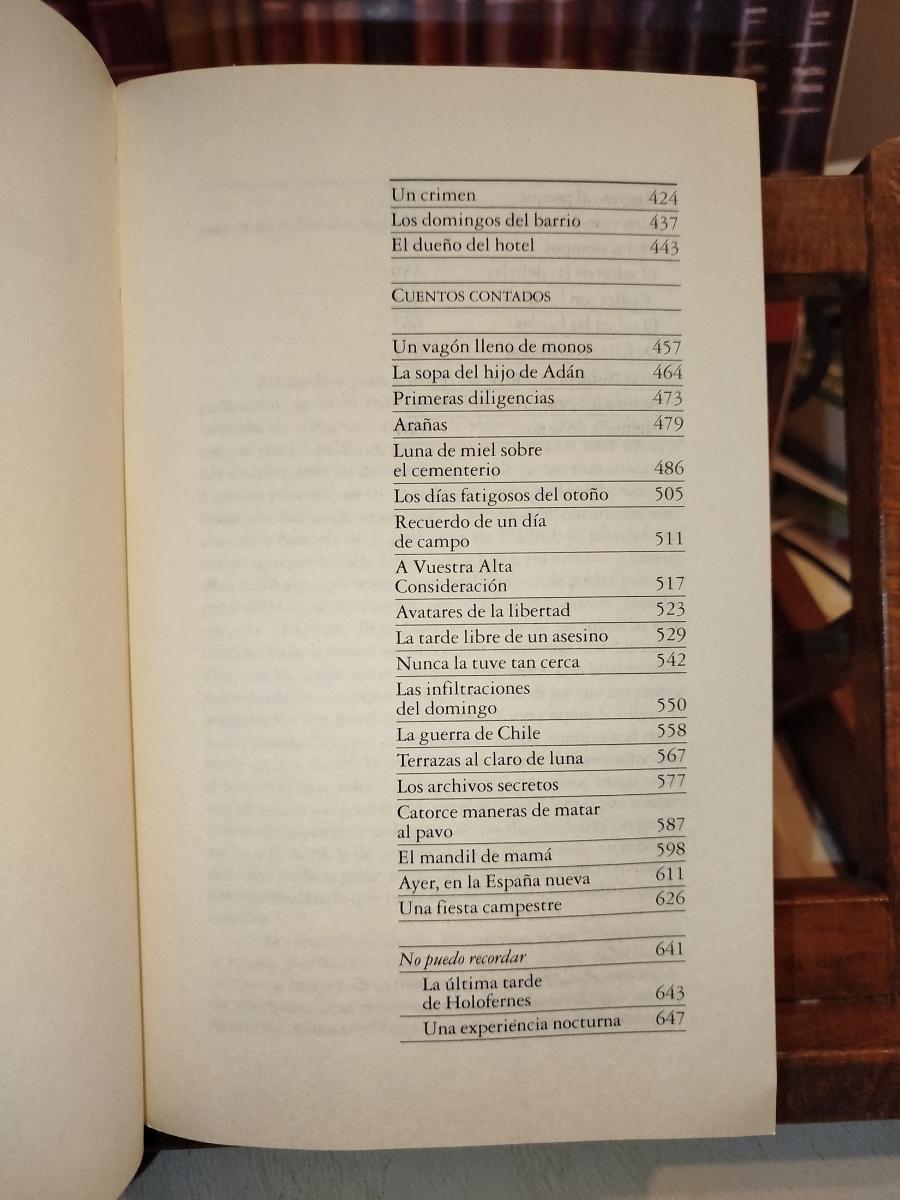 Un crimen 424
Los domingos del barrio 437
El dueño del hotel 443
CUENTOS CONTADOS
Un vagón lleno de monos 457
La sopa del hijo de Adán 464
Primeras diligencias 473
Arañas 479
Luna de miel sobre
el cementerio 486
Los días fatigosos del otoño 505
Recuerdo de un día
de campo 511
A Vuestra Alta
Consideración 517
Avatares de la libertad 523
La tarde libre de un asesino 529
Nunca la tuve tan cerca 542
Las infiltraciones
del domingo 550
La guerra de Chile 558
Terrazas al claro de luna 567
Los archivos secretos 577
Catorce maneras de matar
al pavo 587
El mandil de mamá 598
Ayer, en la España nueva 611
Una fiesta campestre 626
No puedo recordar 641
La última tarde
de Holofernes 643
Una experiencia nocturna 647